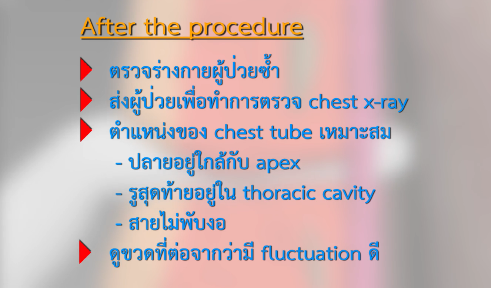 After the procedure
ตรวจร่างกายผู้ป่วยซ้ำ
ส่งผู้ป่วยเพื่อทำการตรวจ chest x-ray
ตำแหน่งของ chest tube เหมาะสม
- ปลายอยู่ใกล้กับ apex
- รูสุดท้ายอยู่ใน thoracic cavity
- สายไม่พับงอ
ดูขวดที่ต่อจากว่ามี fluctuation ดี